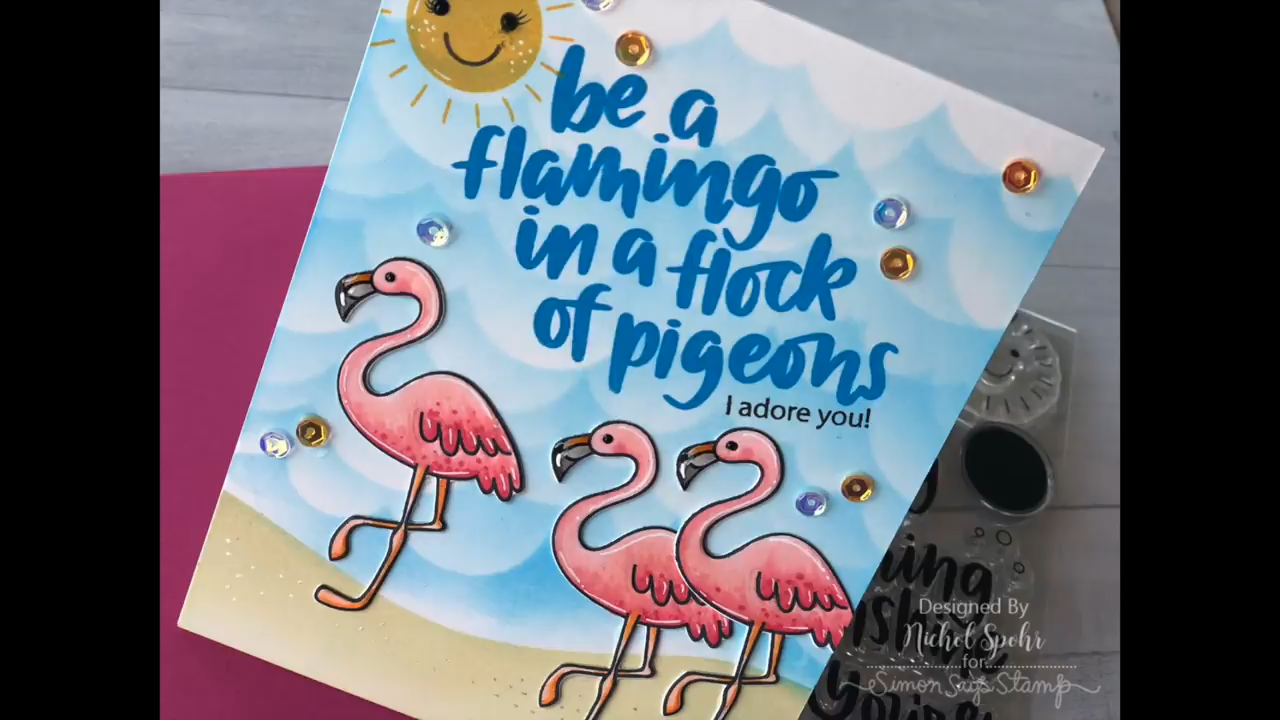 be a
flamingo
in a flock
of pigeons
I adore you!
Designed By
Nichol Spohr
for
Simon Says Stamp